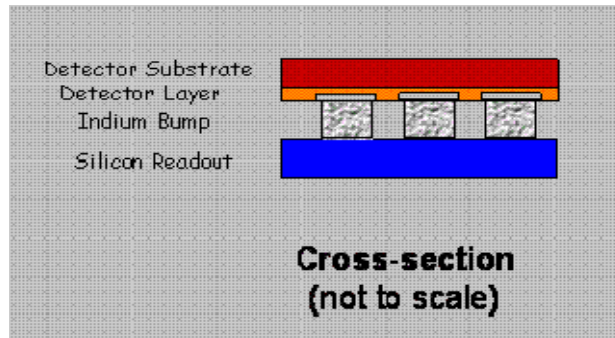 Detector Substrate
Detector Layer
Indium Bump
Silicon Readout
Cross-section
(not to scale)